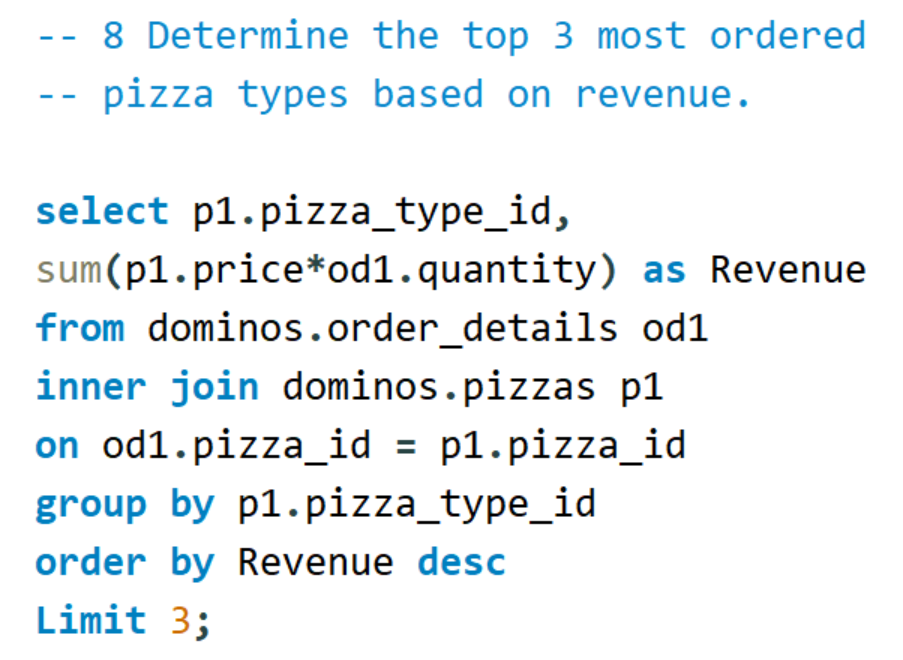 -- 8 Determine the top 3 most ordered
-- pizza types based on revenue.
select p1.pizza_type_id,
sum(p1.price*od1.quantity) as Revenue
from dominos.order_details od1
inner join dominos.pizzas p1
on od1.pizza_id = p1.pizza_id
group by p1.pizza_type_id
order by Revenue desc
Limit 3;